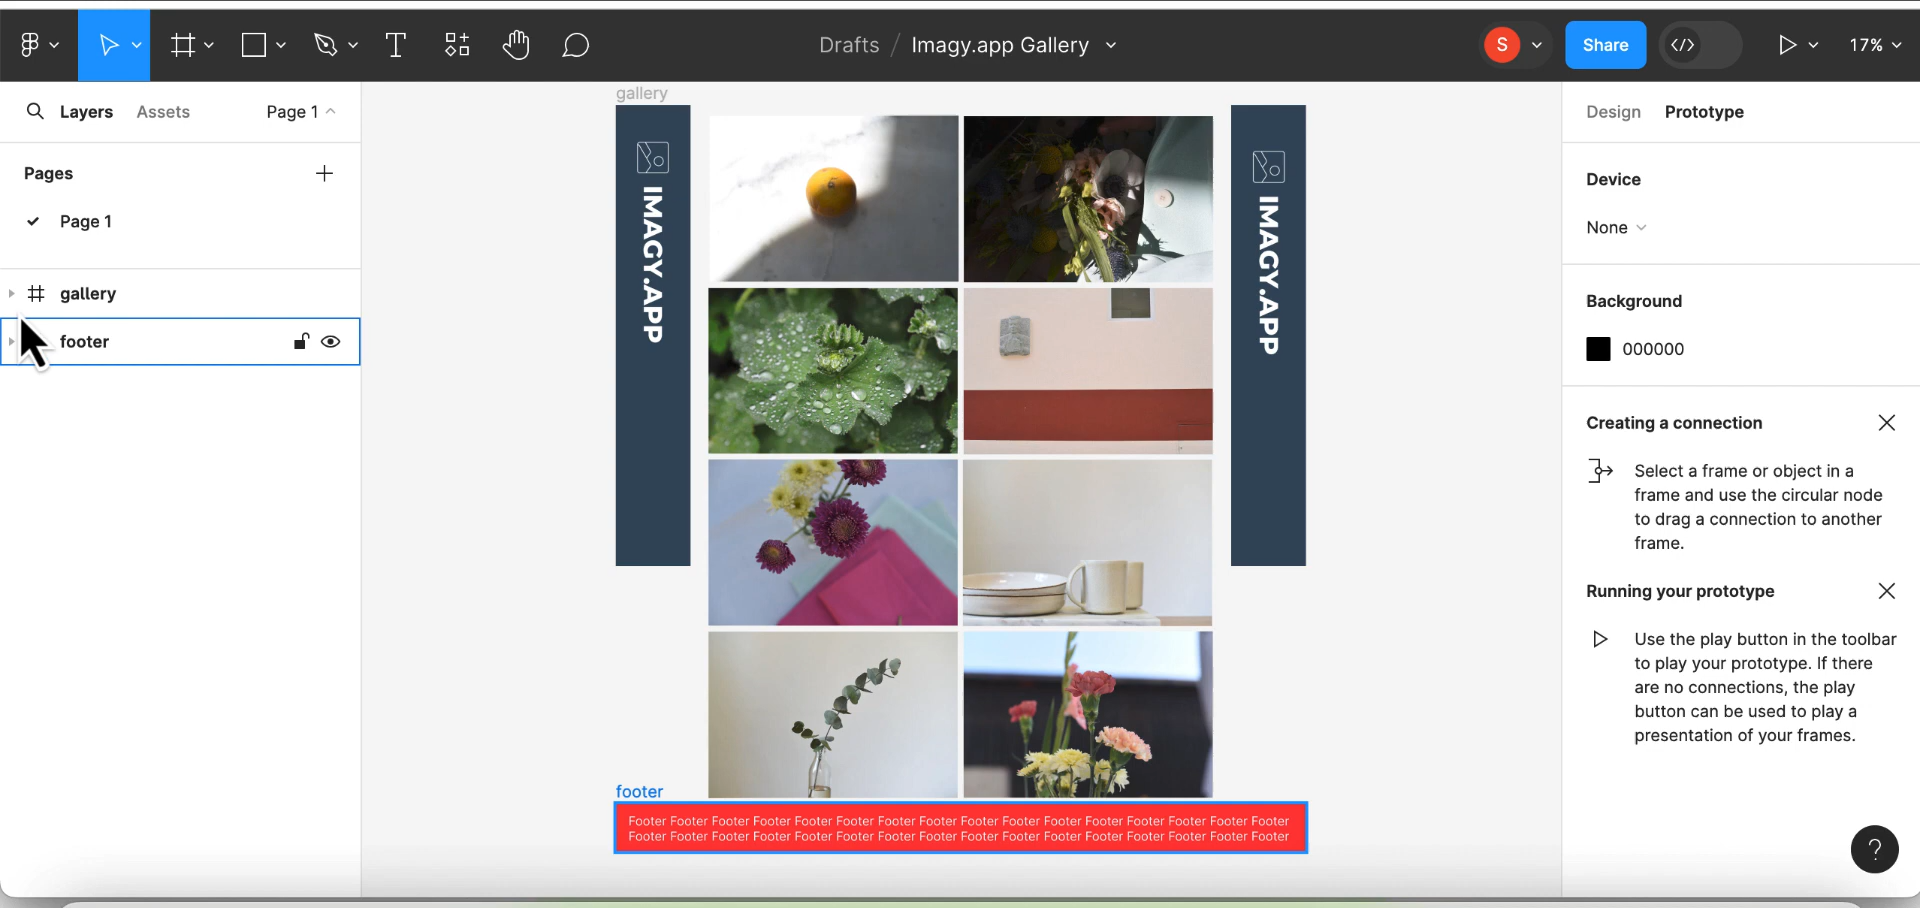 Drafts / Imagy.app Gallery
S
Share
17%
Layers
Assets
Page 1
Pages
Page 1
gallery
footer
gallery
IMAGY.APP
IMAGY.APP
footer
Footer Footer Footer Footer Footer Footer Footer Footer Footer Footer Footer Footer Footer Footer Footer Footer
Footer Footer Footer Footer Footer Footer Footer Footer Footer Footer Footer Footer Footer Footer Footer Footer
Design
Prototype
Device
None
Background
000000
Creating a connection
Select a frame or object in a
frame and use the circular node
to drag a connection to another
frame.
Running your prototype
Use the play button in the toolbar
to play your prototype. If there
are no connections, the play
button can be used to play a
presentation of your frames.
?